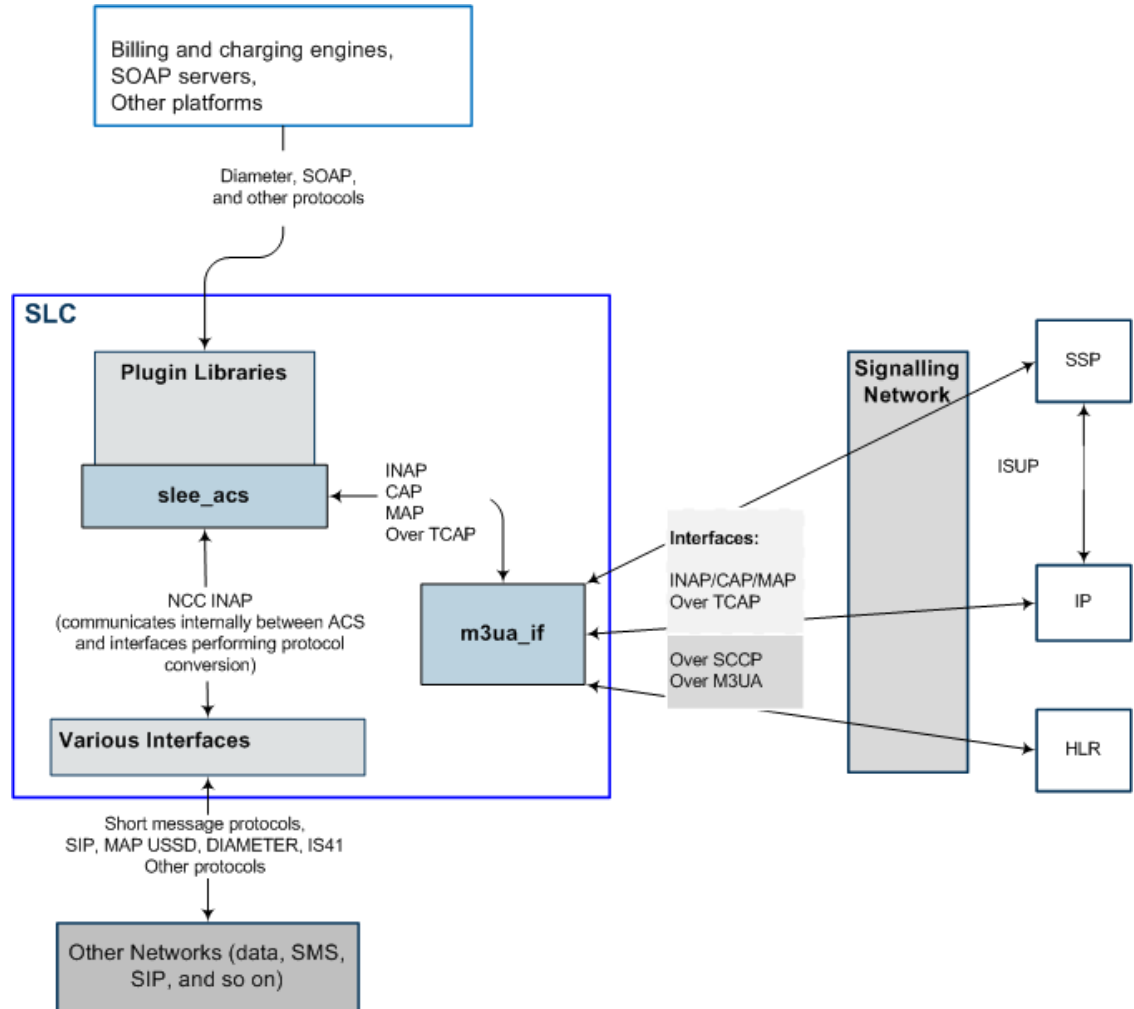 Billing and charging engines,
SOAP servers,
Other platforms
Diameter, SOAP,
and other protocols
SLC
Plugin Libraries
slee_acs
INAP
CAP
MAP
Over TCAP
NCC INAP
(communicates internally between ACS
and interfaces performing protocol
conversion)
m3ua_if
Various Interfaces
Short message protocols,
SIP, MAP USSD, DIAMETER, IS41
Other protocols
Other Networks (data, SMS,
SIP, and so on)
Interfaces:
INAP/CAP/MAP
Over TCAP
Over SCCP
Over M3UA
Signalling
Network
SSP
ISUP
IP
HLR